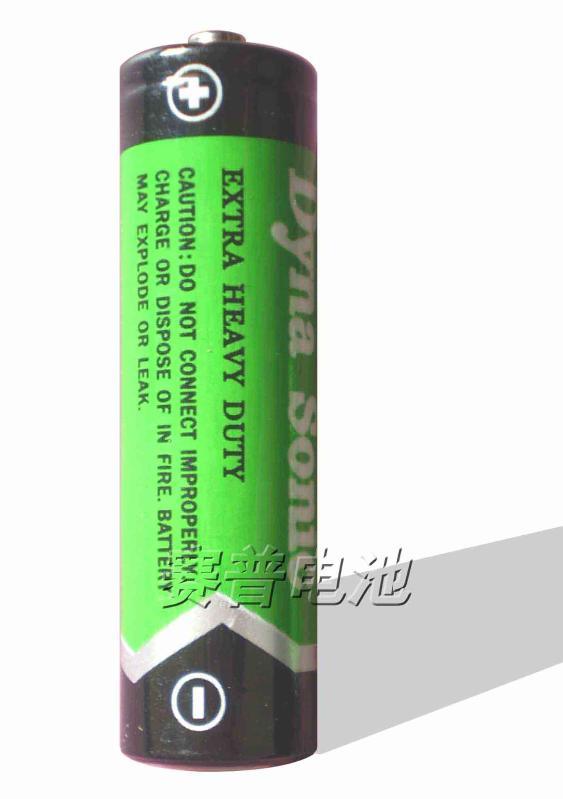 Dyna Sonic
EXTRA HEAVY DUTY
CAUTION: DO NOT CONNECT IMPROPERLY
CHARGE OR DISPOSE OF IN FIRE. BATTERY
MAY EXPLODE OR LEAK.
赛普电池